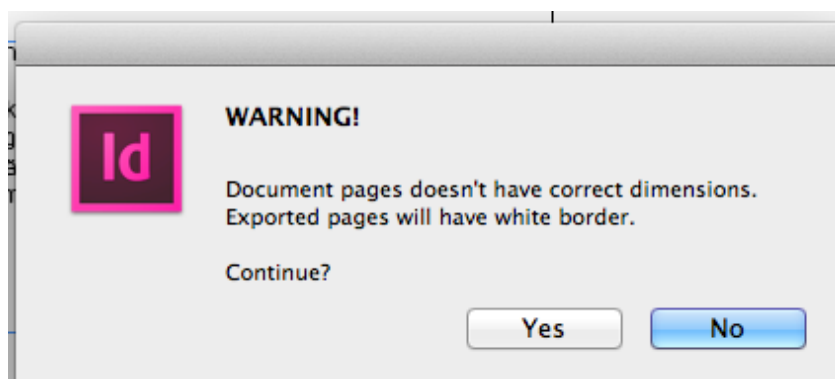 WARNING!
Id
Document pages doesn't have correct dimensions.
Exported pages will have white border.
Continue?
Yes No